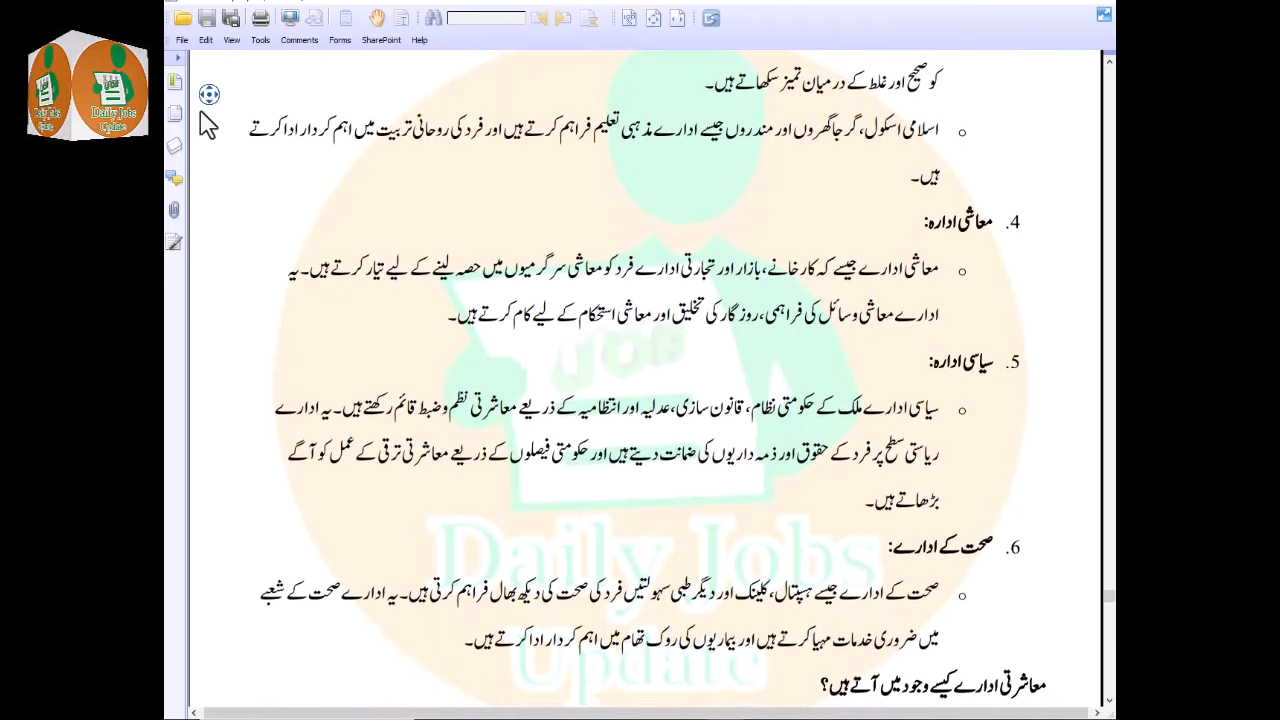 File Edit View Tools Comments Forms SharePoint Help
Daily Jobs Update
Daily Jobs Update
کو صحیح اور غلط کے درمیان تمیز سکھاتے ہیں۔
o اسلامی اسکول، گرجا گھروں اور مندروں جیسے ادارے مذہبی تعلیم فراہم کرتے ہیں اور فرد کی روحانی تربیت میں اہم کردار ادا کرتے
ہیں۔
4. معاشی ادارہ:
o معاشی ادارے جیسے کہ کارخانے، بازار اور تجارتی ادارے فرد کو معاشی سرگرمیوں میں حصہ لینے کے لیے تیار کرتے ہیں۔ یہ
ادارے معاشی وسائل کی فراہمی، روزگار کی تخلیق اور معاشی استحکام کے لیے کام کرتے ہیں۔
5. سیاسی ادارہ:
o سیاسی ادارے ملک کے حکومتی نظام، قانون سازی، عدلیہ اور انتظامیہ کے ذریعے معاشرتی نظم و ضبط قائم رکھتے ہیں۔ یہ ادارے
ریاستی سطح پر فرد کے حقوق اور ذمہ داریوں کی ضمانت دیتے ہیں اور حکومتی فیصلوں کے ذریعے معاشرتی ترقی کے عمل کو آگے
بڑھاتے ہیں۔
6. صحت کے ادارے:
o صحت کے ادارے جیسے ہسپتال، کلینک اور دیگر طبی سہولتیں فرد کی صحت کی دیکھ بھال فراہم کرتی ہیں۔ یہ ادارے صحت کے شعبے
میں ضروری خدمات مہیا کرتے ہیں اور بیماریوں کی روک تھام میں اہم کردار ادا کرتے ہیں۔
معاشرتی ادارے کیسے وجود میں آتے ہیں؟
JOB
Daily Jobs
Update